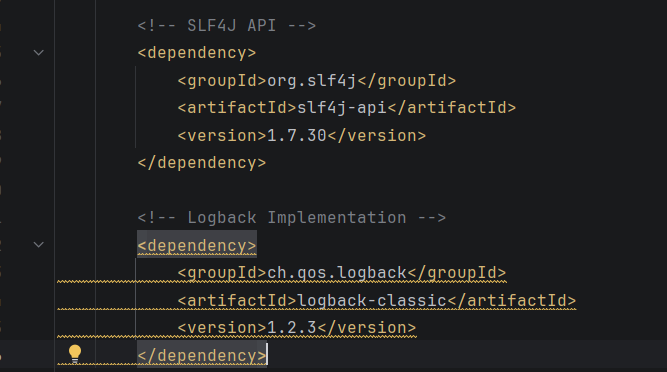 <!-- SLF4J API -->
<dependency>
<groupId>org.slf4j</groupId>
<artifactId>slf4j-api</artifactId>
<version>1.7.30</version>
</dependency>
<!-- Logback Implementation -->
<dependency>
<groupId>ch.qos.logback</groupId>
<artifactId>logback-classic</artifactId>
<version>1.2.3</version>
</dependency>